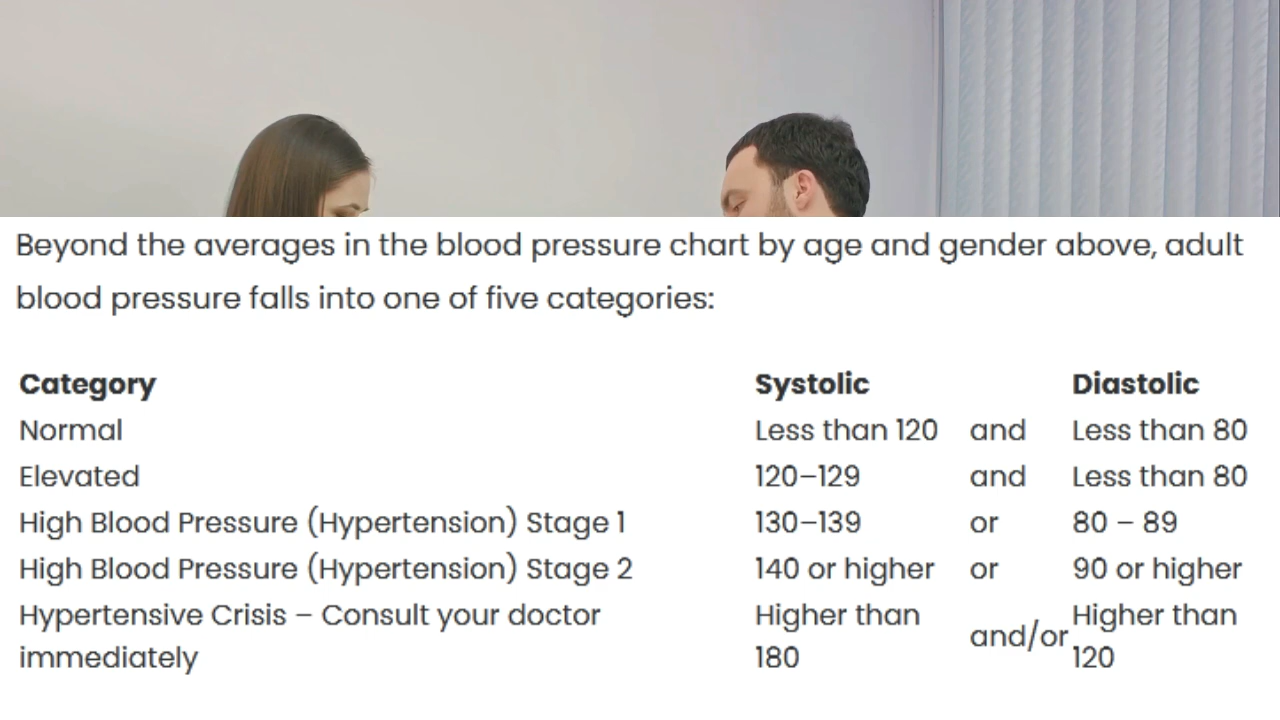 Beyond the averages in the blood pressure chart by age and gender above, adult
blood pressure falls into one of five categories:
Category Systolic Diastolic
Normal Less than 120 and Less than 80
Elevated 120–129 and Less than 80
High Blood Pressure (Hypertension) Stage 1 130–139 or 80 – 89
High Blood Pressure (Hypertension) Stage 2 140 or higher or 90 or higher
Hypertensive Crisis – Consult your doctor Higher than and/or Higher than
immediately 180 120